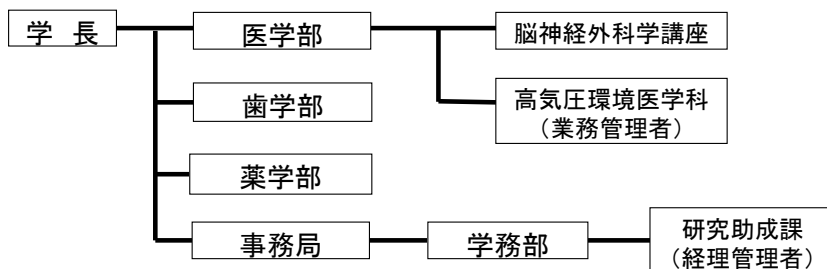 学 長
医学部
脳神経外科学講座
高気圧環境医学科
（業務管理者）
歯学部
薬学部
事務局
学務部
研究助成課
（経理管理者）